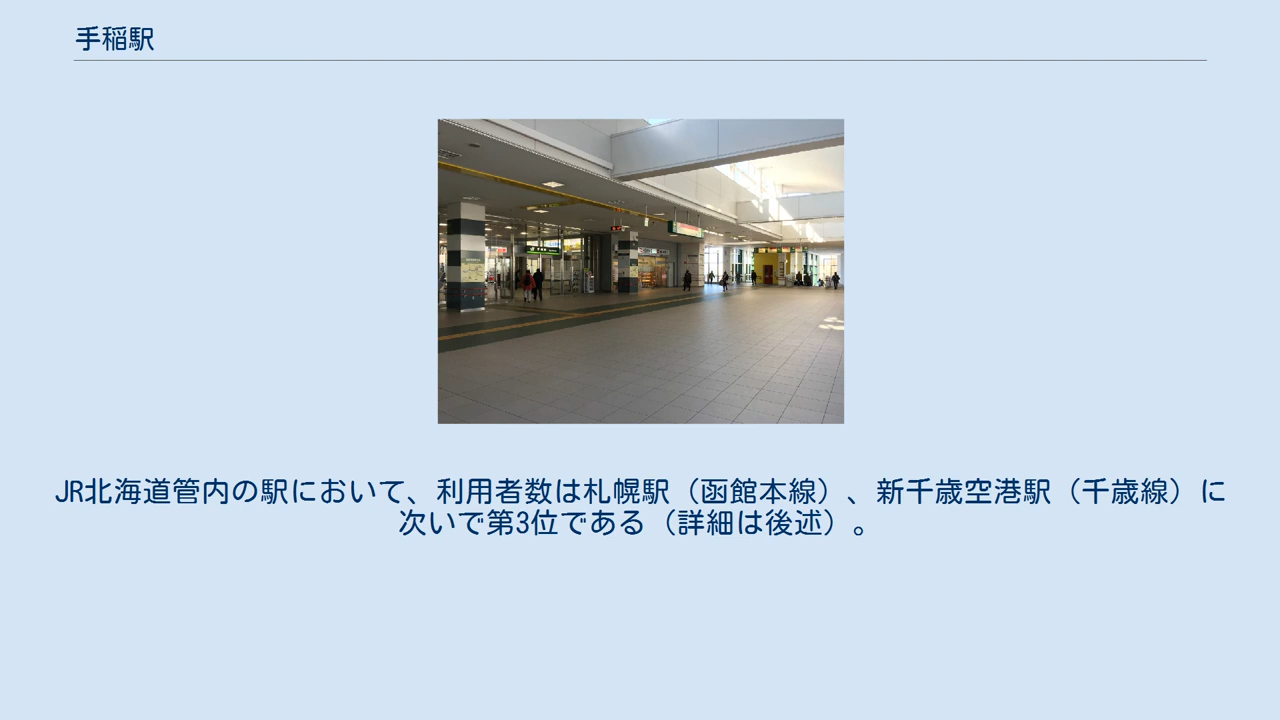 手稲駅
JR北海道管内の駅において、利用者数は札幌駅（函館本線）、新千歳空港駅（千歳線）に
次いで第3位である（詳細は後述）。